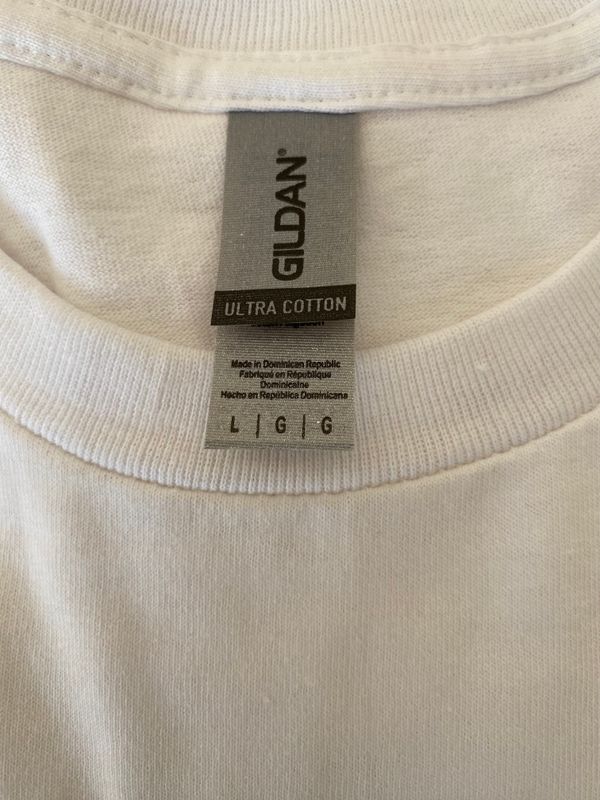 GILDAN®
ULTRA COTTON
Made in Dominican Republic
Fabriqué en République
Dominicaine
Hecho en República Dominicana
L | G | G